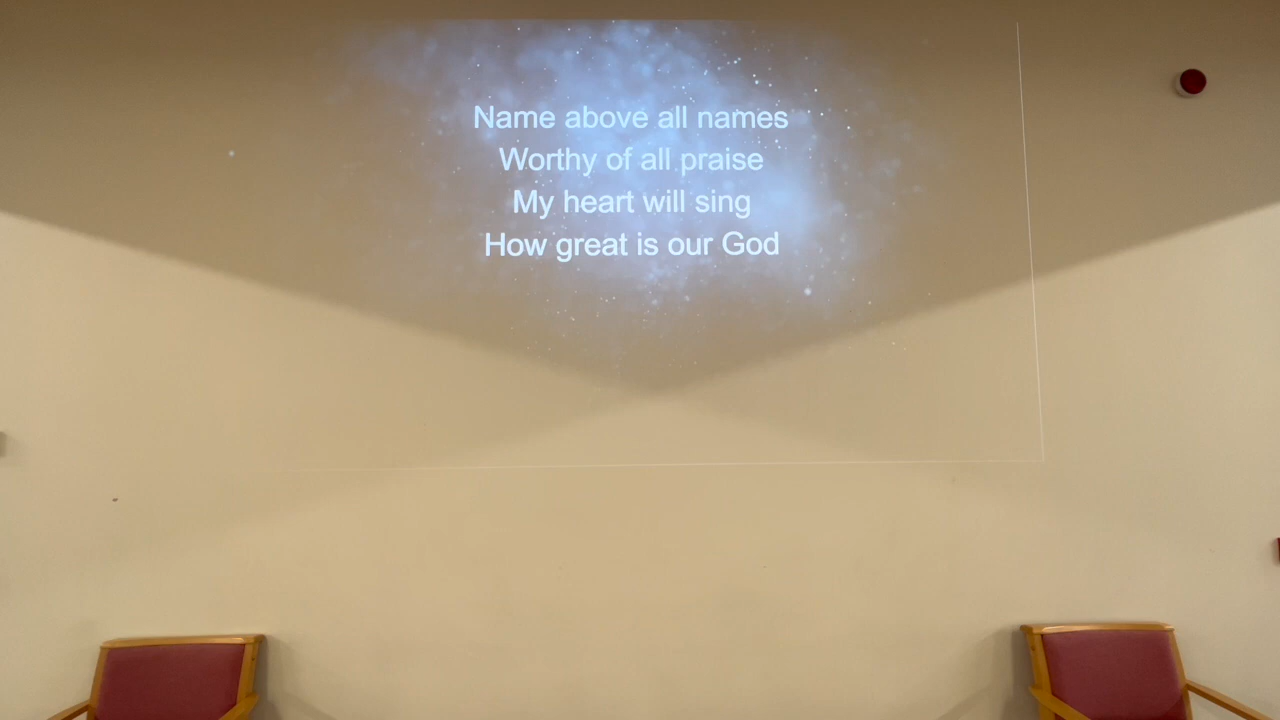 Name above all names
Worthy of all praise
My heart will sing
How great is our God